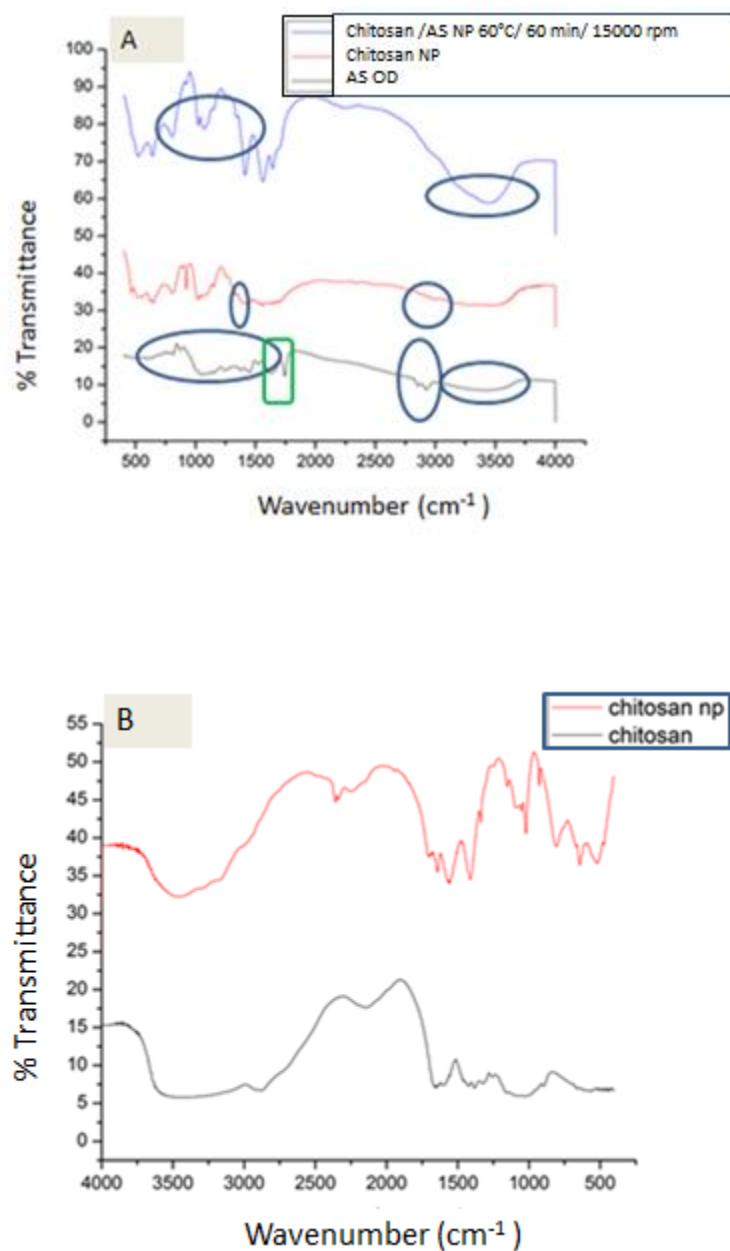 A
Chitosan /AS NP 60°C/ 60 min/ 15000 rpm
Chitosan NP
AS OD
100
90
80
70
60
50
40
30
20
10
0
% Transmittance
500 1000 1500 2000 2500 3000 3500 4000
Wavenumber (cm⁻¹ )
B
chitosan np
chitosan
55
50
45
40
35
30
25
20
15
10
5
0
% Transmittance
4000 3500 3000 2500 2000 1500 1000 500
Wavenumber (cm⁻¹ )